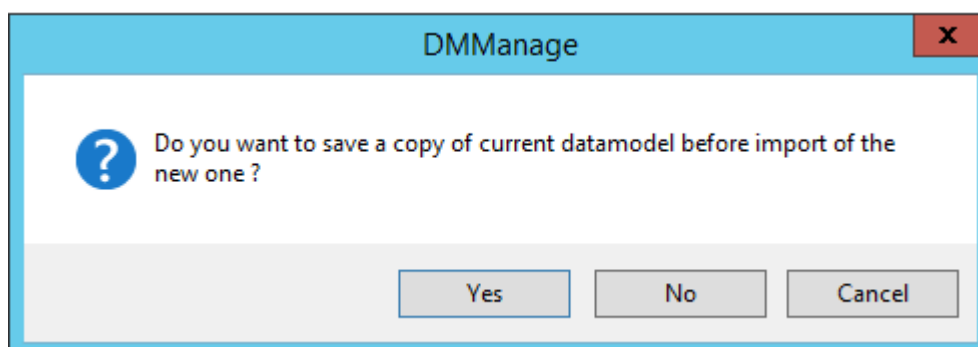 DMManage
x
Do you want to save a copy of current datamodel before import of the
new one ?
Yes No Cancel